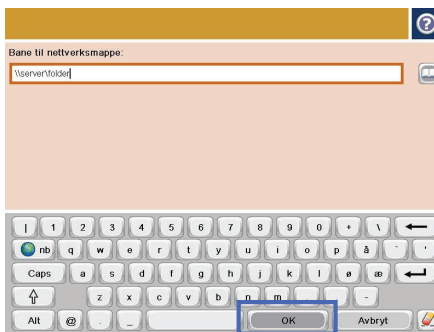 ?
Bane til nettverksmappe:
\\server\folder
| 1 2 3 4 5 6 7 8 9 0 + \
nb q w e r t y u i o p å ¨ '
Caps a s d f g h j k l ø æ
z x c v b n m , . -
Alt @ . _ OK Avbryt